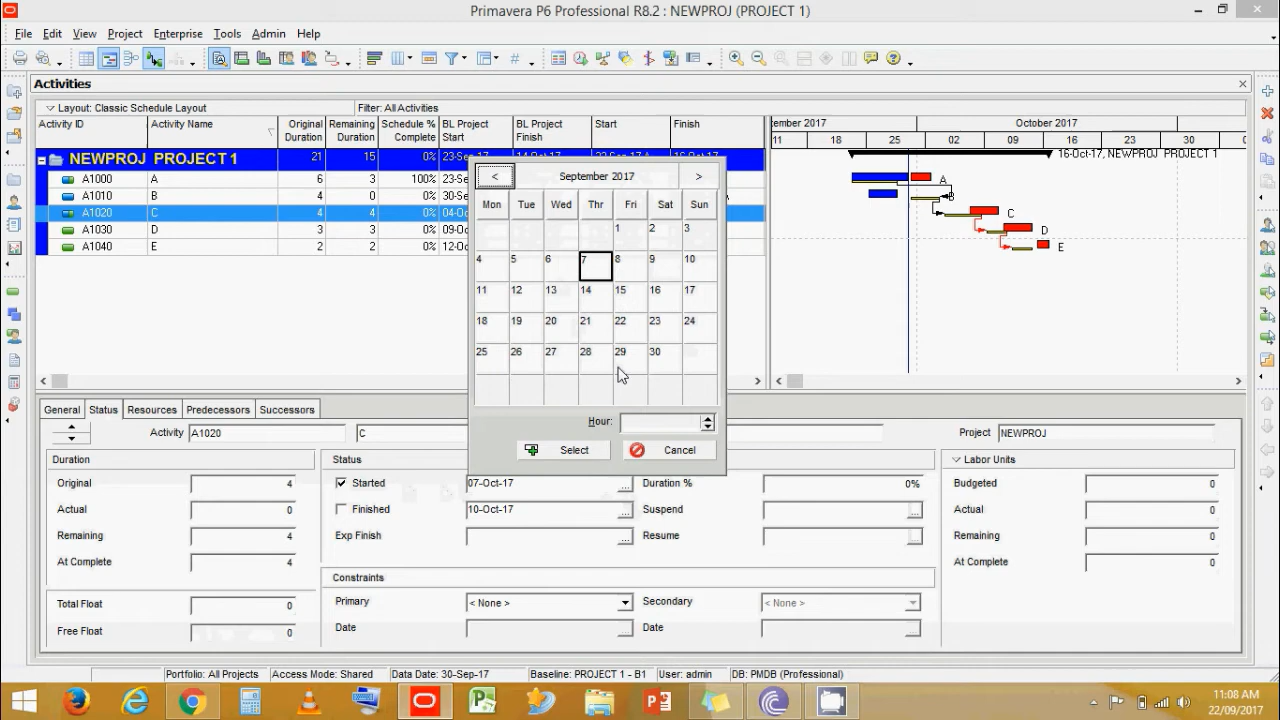 Primavera P6 Professional R8.2 : NEWPROJ (PROJECT 1)
File Edit View Project Enterprise Tools Admin Help
Activities
Layout: Classic Schedule Layout Filter: All Activities
Activity ID Activity Name Original Duration Remaining Duration Schedule % Complete BL Project Start BL Project Finish Start Finish
tember 2017 October 2017
11 18 25 02 09 16 23 30
NEWPROJ PROJECT 1 21 15 0% 23-Sep-17
16-Oct-17, NEWPROJ PROJECT 1
A1000 A 6 3 100% 23-Sep A
A1010 B 4 0 0% 30-Sep B
A1020 C 4 4 0% 04-O C
A1030 D 3 3 0% 09-O D
A1040 E 2 2 0% 12-O E
< September 2017 >
Mon Tue Wed Thr Fri Sat Sun
1 2 3
4 5 6 7 8 9 10
11 12 13 14 15 16 17
18 19 20 21 22 23 24
25 26 27 28 29 30
Hour:
Select Cancel
General Status Resources Predecessors Successors
Activity A1020 C Project NEWPROJ
Duration Status Labor Units
Original 4 Started 07-Oct-17 ... Duration % 0% Budgeted 0
Actual 0 Finished 10-Oct-17 ... Suspend ... Actual 0
Remaining 4 Exp Finish ... Resume ... Remaining 0
At Complete 4 At Complete 0
Constraints
Total Float 0 Primary < None > Secondary < None >
Free Float 0 Date ... Date ...
Portfolio: All Projects Access Mode: Shared Data Date: 30-Sep-17 Baseline: PROJECT 1 - B1 User: admin DB: PMDB (Professional)
11:08 AM
22/09/2017